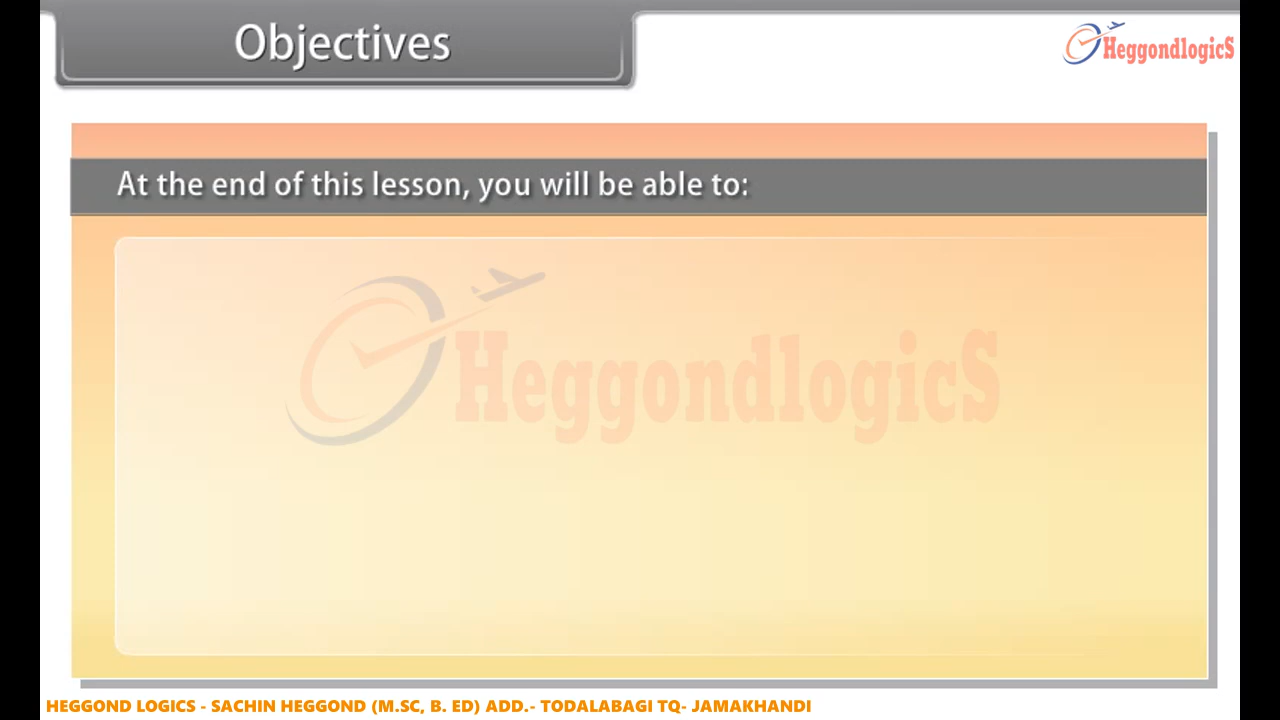 Objectives
HeggondlogicS
At the end of this lesson, you will be able to:
HeggondlogicS
HEGGOND LOGICS - SACHIN HEGGOND (M.SC, B. ED) ADD.- TODALABAGI TQ- JAMAKHANDI